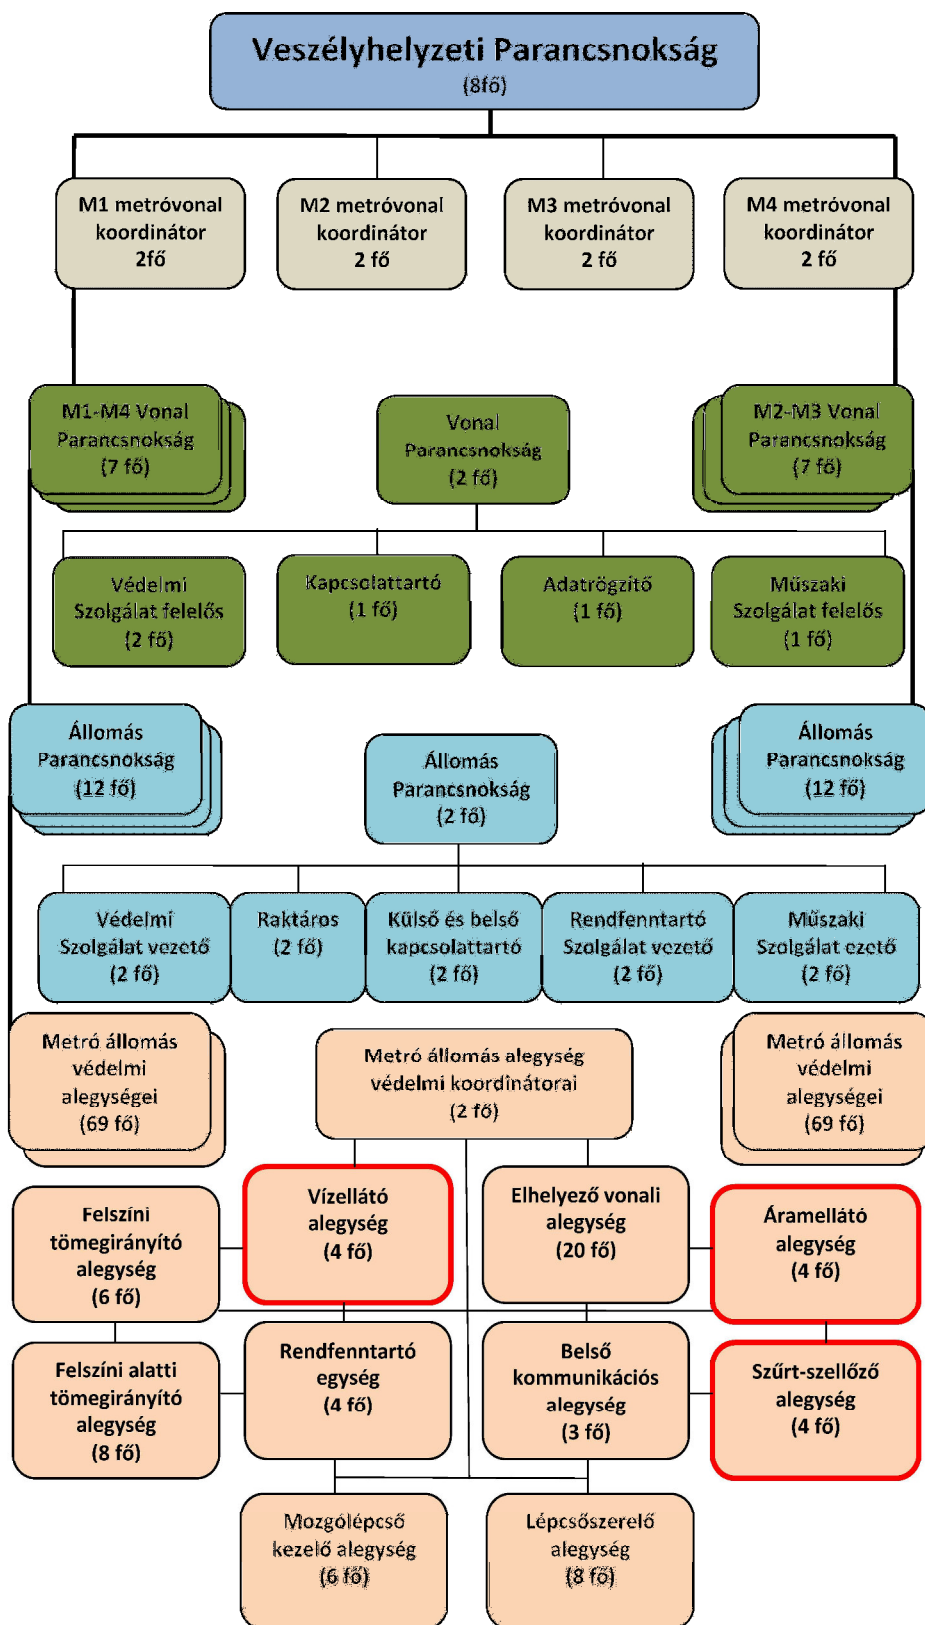 Veszélyhelyzeti Parancsnokság
(8fő)
M1 metróvonal
koordinátor
2fő
M2 metróvonal
koordinátor
2 fő
M3 metróvonal
koordinátor
2 fő
M4 metróvonal
koordinátor
2 fő
M1-M4 Vonal
Parancsnokság
(7 fő)
Vonal
Parancsnokság
(2 fő)
M2-M3 Vonal
Parancsnokság
(7 fő)
Védelmi
Szolgálat felelős
(2 fő)
Kapcsolattartó
(1 fő)
Adatrögzítő
(1 fő)
Műszaki
Szolgálat felelős
(1 fő)
Állomás
Parancsnokság
(12 fő)
Állomás
Parancsnokság
(2 fő)
Állomás
Parancsnokság
(12 fő)
Védelmi
Szolgálat vezető
(2 fő)
Raktáros
(2 fő)
Külső és belső
kapcsolattartó
(2 fő)
Rendfenntartó
Szolgálat vezető
(2 fő)
Műszaki
Szolgálat ezető
(2 fő)
Metró állomás
védelmi
alegységei
(69 fő)
Metró állomás alegység
védelmi koordinátorai
(2 fő)
Metró állomás
védelmi
alegységei
(69 fő)
Felszíni
tömegirányító
alegység
(6 fő)
Vízellátó
alegység
(4 fő)
Elhelyező vonali
alegység
(20 fő)
Áramellátó
alegység
(4 fő)
Felszíni alatti
tömegirányító
alegység
(8 fő)
Rendfenntartó
egység
(4 fő)
Belső
kommunikációs
alegység
(3 fő)
Szűrt-szellőző
alegység
(4 fő)
Mozgólépcső
kezelő alegység
(6 fő)
Lépcsőszerelő
alegység
(8 fő)